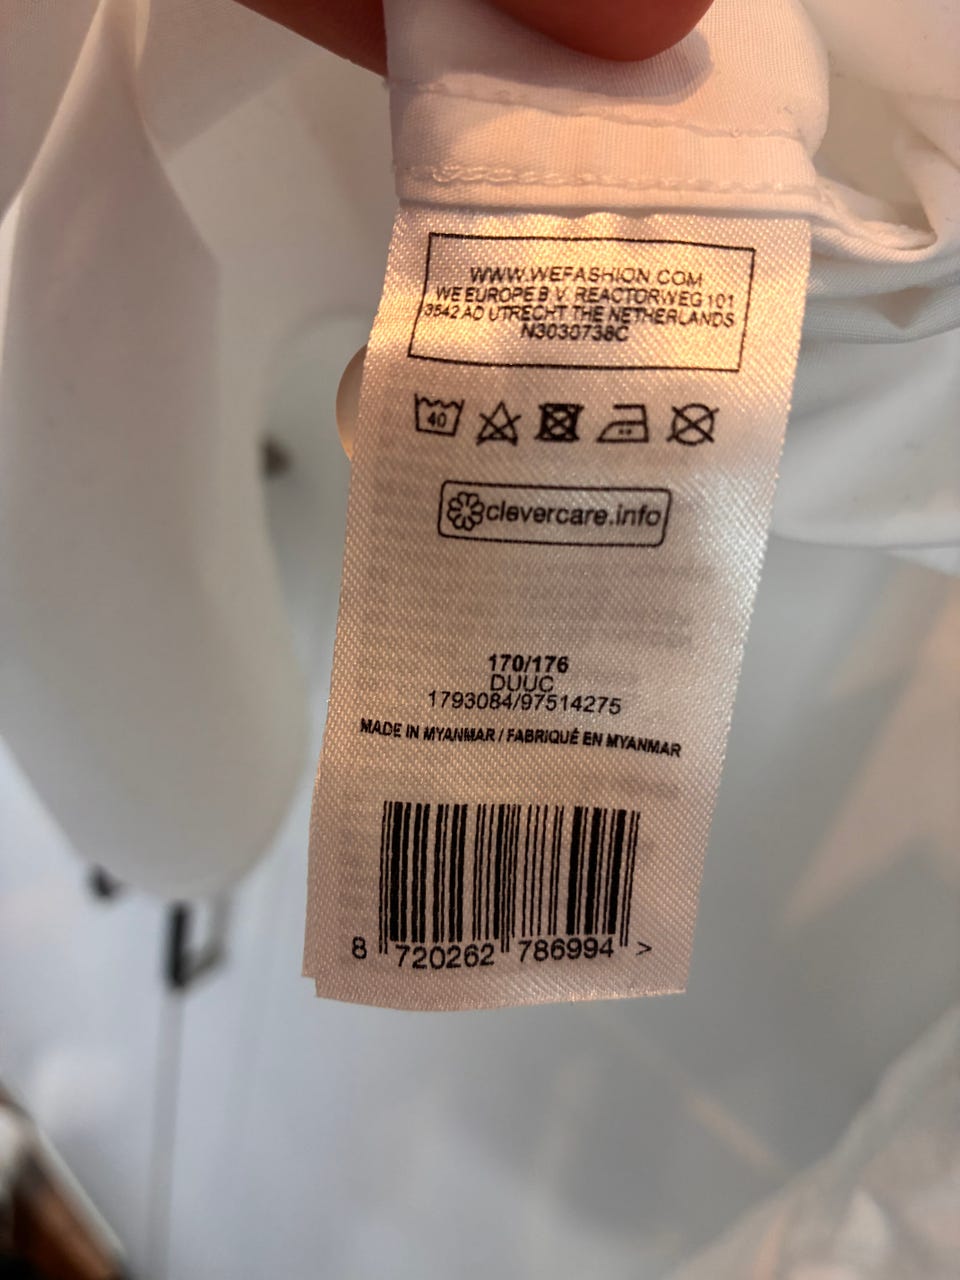 WWW.WEFASHION.COM
WE EUROPE B.V. REACTORWEG 101
3542 AD UTRECHT THE NETHERLANDS
N3030738C
40
clevercare.info
170/176
DUUC
1793084/97514275
MADE IN MYANMAR / FABRIQUÉ EN MYANMAR
8 720262 786994 >